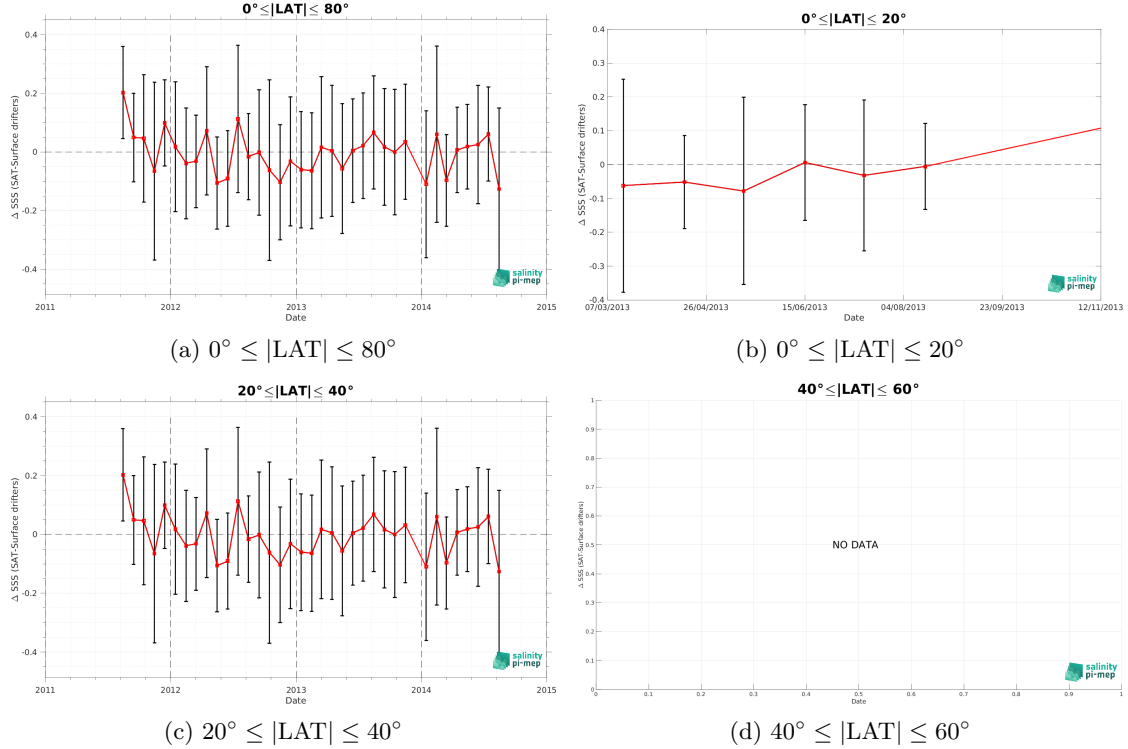 0°≤|LAT|≤ 80°
0.4
0.2
0
-0.2
-0.4
Δ SSS (SAT-Surface drifters)
2011
2012
2013
2014
2015
Date
salinity
pi-mep
(a) 0° ≤ |LAT| ≤ 80°
0°≤|LAT|≤ 20°
0.4
0.3
0.2
0.1
0
-0.1
-0.2
-0.3
-0.4
Δ SSS (SAT-Surface drifters)
07/03/2013
26/04/2013
15/06/2013
04/08/2013
23/09/2013
12/11/2013
Date
salinity
pi-mep
(b) 0° ≤ |LAT| ≤ 20°
20°≤|LAT|≤ 40°
0.4
0.2
0
-0.2
-0.4
Δ SSS (SAT-Surface drifters)
2011
2012
2013
2014
2015
Date
salinity
pi-mep
(c) 20° ≤ |LAT| ≤ 40°
40°≤|LAT|≤ 60°
1
0.9
0.8
0.7
0.6
0.5
0.4
0.3
0.2
0.1
0
Δ SSS (SAT-Surface drifters)
NO DATA
0
0.1
0.2
0.3
0.4
0.5
0.6
0.7
0.8
0.9
1
Date
salinity
pi-mep
(d) 40° ≤ |LAT| ≤ 60°